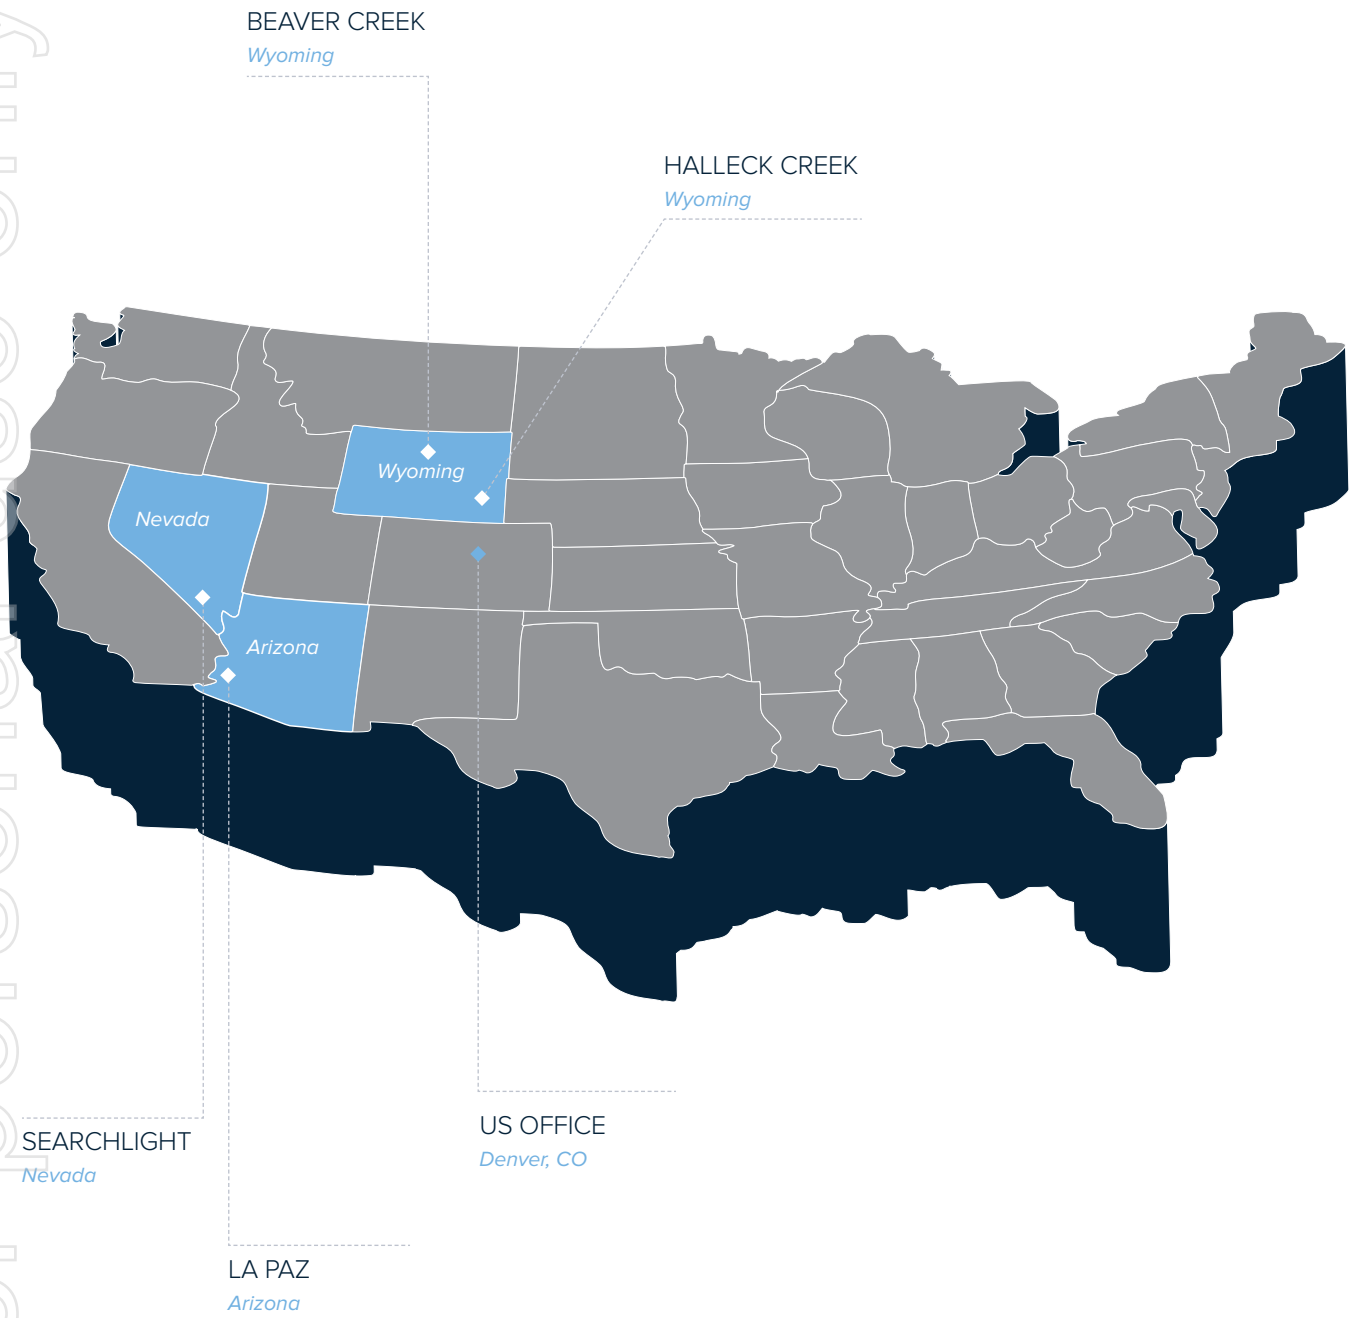 BEAVER CREEK
Wyoming
HALLECK CREEK
Wyoming
Wyoming
Nevada
Arizona
US OFFICE
Denver, CO
SEARCHLIGHT
Nevada
LA PAZ
Arizona